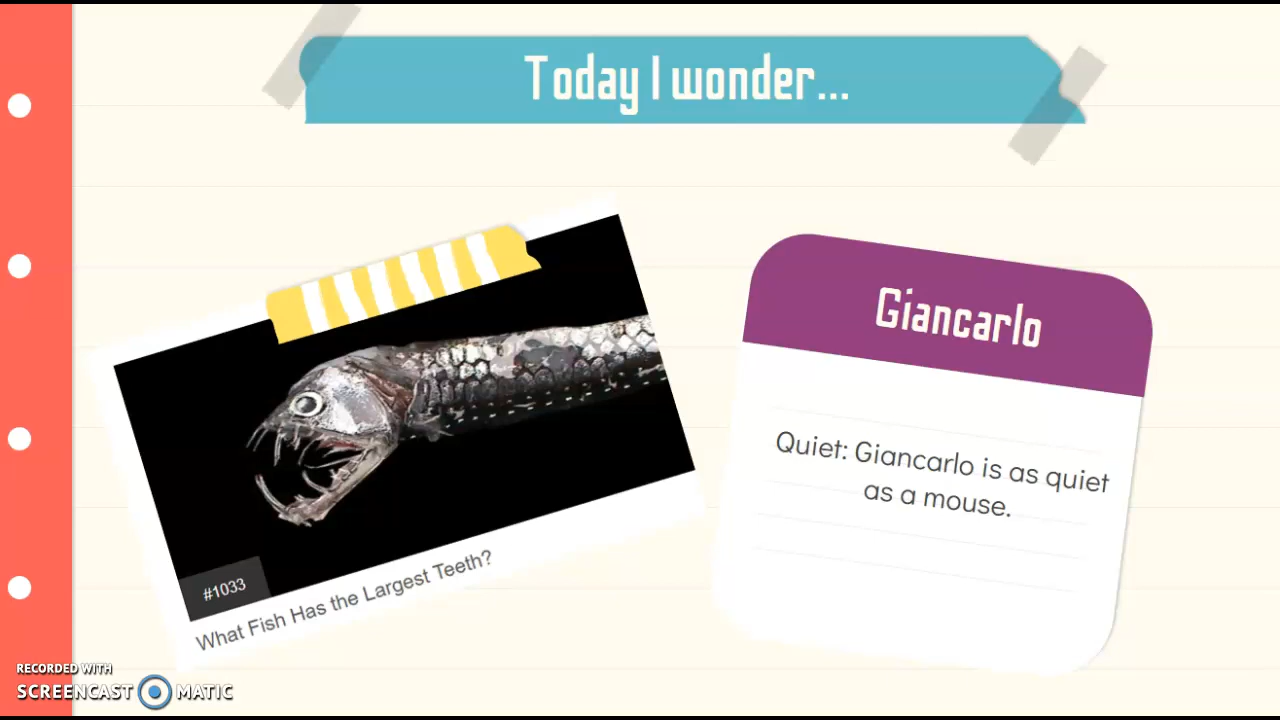 Today I wonder...
#1033
What Fish Has the Largest Teeth?
Giancarlo
Quiet: Giancarlo is as quiet
as a mouse.
RECORDED WITH
SCREENCAST MATIC